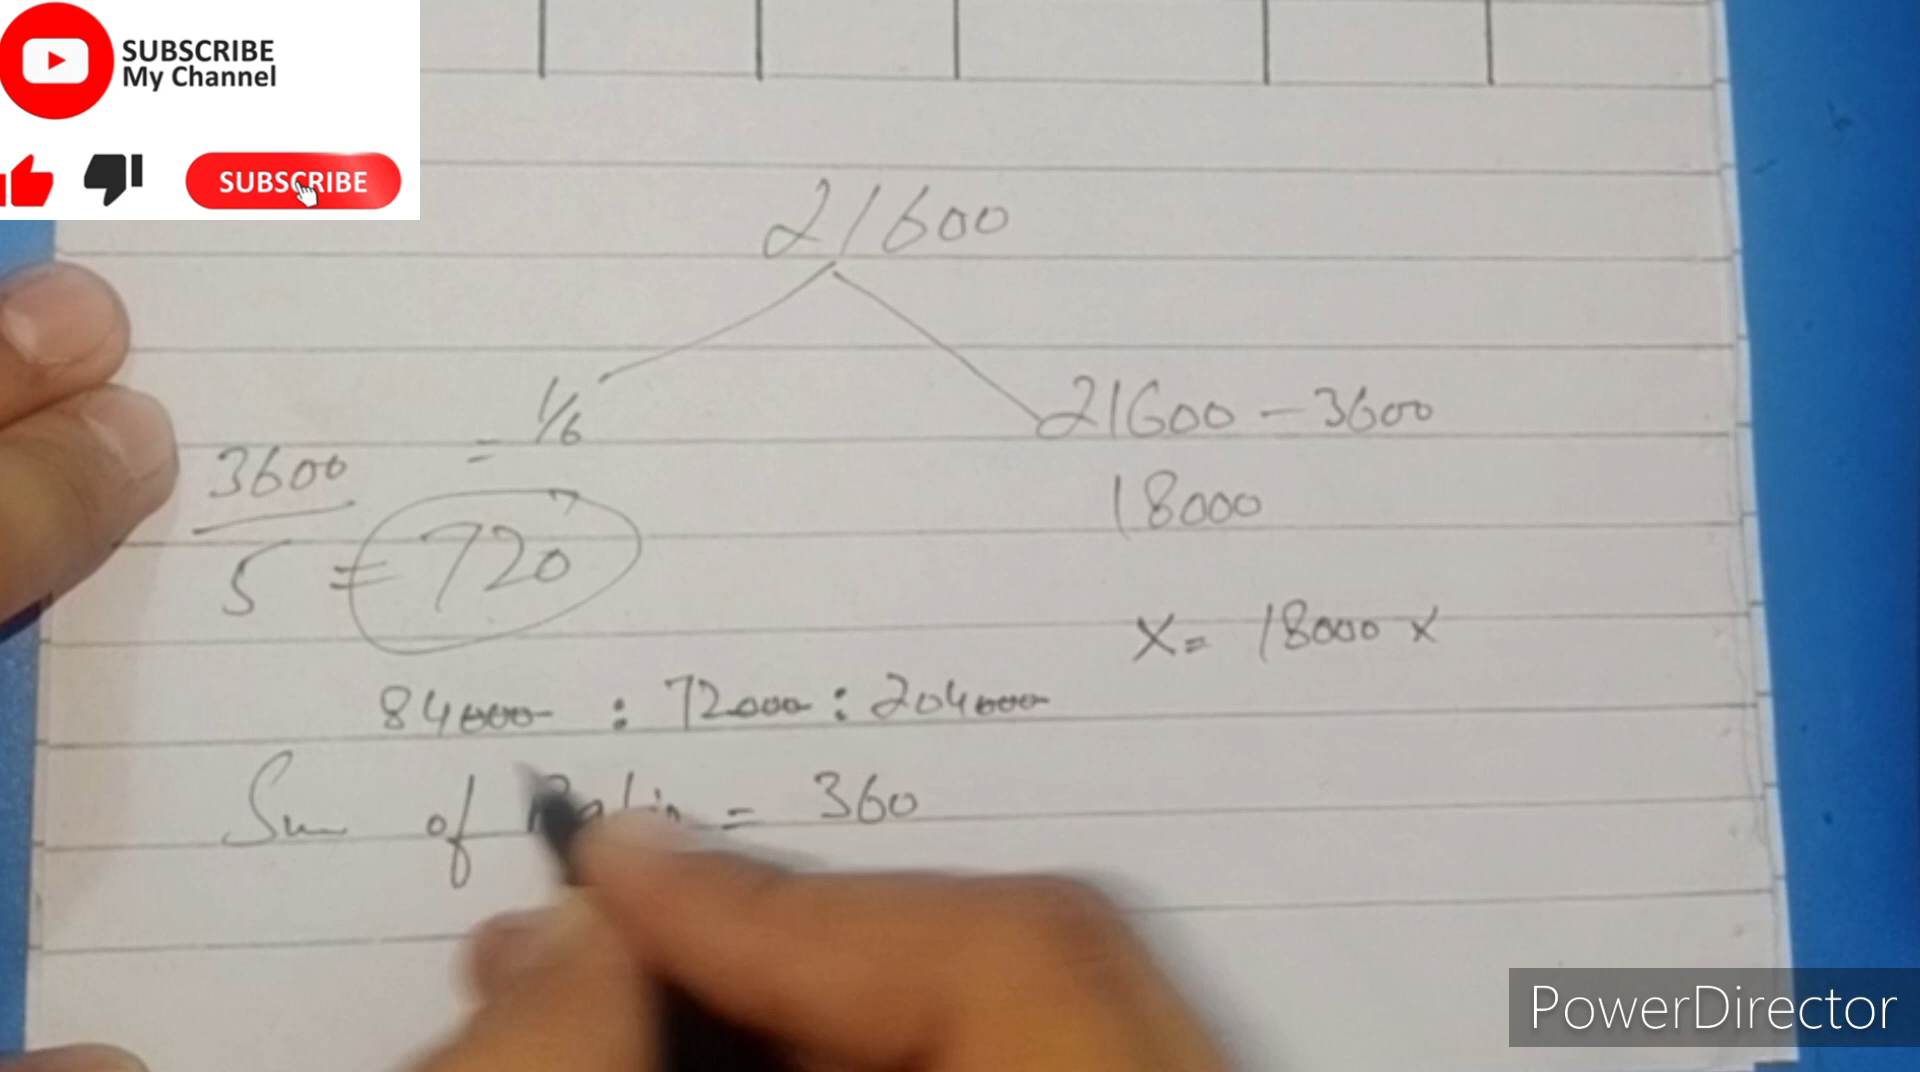 SUBSCRIBE
My Channel
SUBSCRIBE
21600
= 1/6
21600 - 3600
3600
18000
5 = 720
X = 18000 x
84000 : 72000 : 204000
Sum of Ratio = 360
PowerDirector